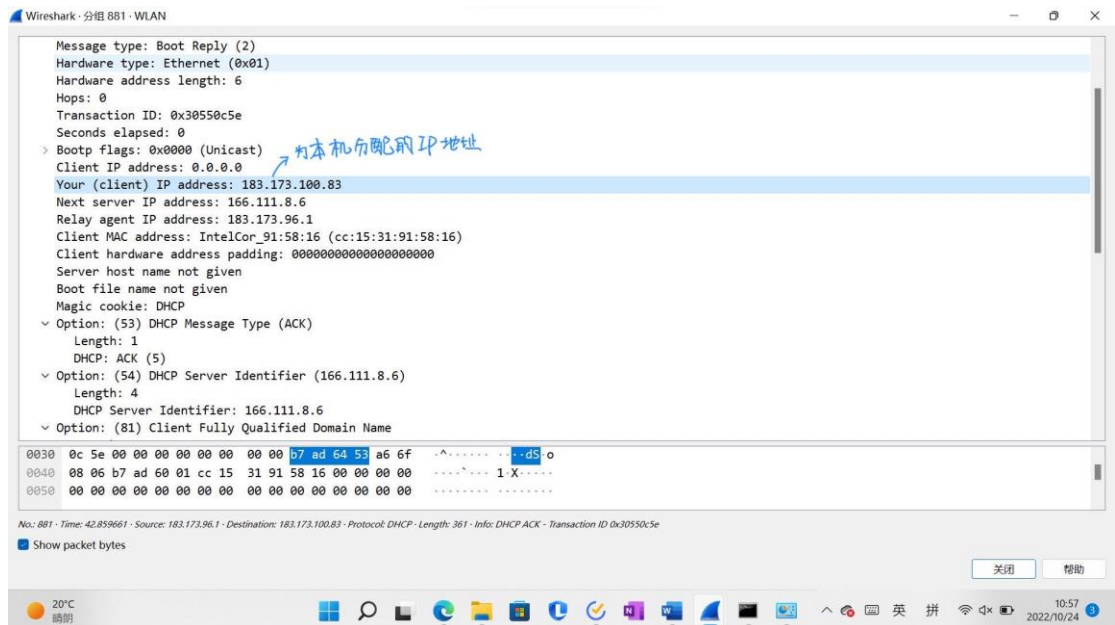 Wireshark · 分组 881 · WLAN
Message type: Boot Reply (2)
Hardware type: Ethernet (0x01)
Hardware address length: 6
Hops: 0
Transaction ID: 0x30550c5e
Seconds elapsed: 0
Bootp flags: 0x0000 (Unicast)
为本机分配的IP地址
Client IP address: 0.0.0.0
Your (client) IP address: 183.173.100.83
Next server IP address: 166.111.8.6
Relay agent IP address: 183.173.96.1
Client MAC address: IntelCor_91:58:16 (cc:15:31:91:58:16)
Client hardware address padding: 00000000000000000000
Server host name not given
Boot file name not given
Magic cookie: DHCP
Option: (53) DHCP Message Type (ACK)
Length: 1
DHCP: ACK (5)
Option: (54) DHCP Server Identifier (166.111.8.6)
Length: 4
DHCP Server Identifier: 166.111.8.6
Option: (81) Client Fully Qualified Domain Name
0030 0c 5e 00 00 00 00 00 00 00 00 b7 ad 64 53 a6 6f ·^······ ····dS·o
0040 08 06 b7 ad 60 01 cc 15 31 91 58 16 00 00 00 00 ····`··· 1·X·····
0050 00 00 00 00 00 00 00 00 00 00 00 00 00 00 00 00 ········ ········
No.: 881 · Time: 42.859661 · Source: 183.173.96.1 · Destination: 183.173.100.83 · Protocol: DHCP · Length: 361 · Info: DHCP ACK - Transaction ID 0x30550c5e
Show packet bytes
关闭 帮助
20°C
晴朗
英 拼
10:57
2022/10/24
3